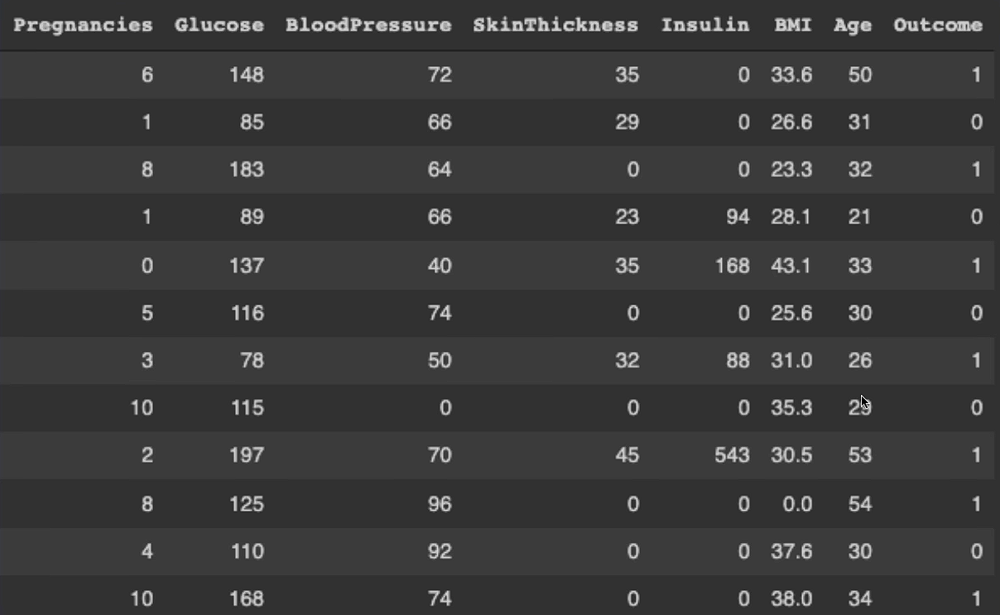 Pregnancies Glucose BloodPressure SkinThickness Insulin BMI Age Outcome
6 148 72 35 0 33.6 50 1
1 85 66 29 0 26.6 31 0
8 183 64 0 0 23.3 32 1
1 89 66 23 94 28.1 21 0
0 137 40 35 168 43.1 33 1
5 116 74 0 0 25.6 30 0
3 78 50 32 88 31.0 26 1
10 115 0 0 0 35.3 29 0
2 197 70 45 543 30.5 53 1
8 125 96 0 0 0.0 54 1
4 110 92 0 0 37.6 30 0
10 168 74 0 0 38.0 34 1